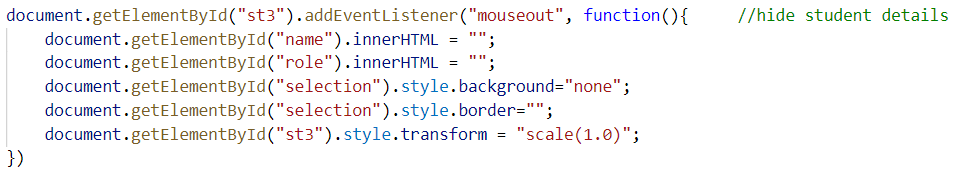 document.getElementById("st3").addEventListener("mouseout", function(){     //hide student details
    document.getElementById("name").innerHTML = "";
    document.getElementById("role").innerHTML = "";
    document.getElementById("selection").style.background="none";
    document.getElementById("selection").style.border="";
    document.getElementById("st3").style.transform = "scale(1.0)";
})